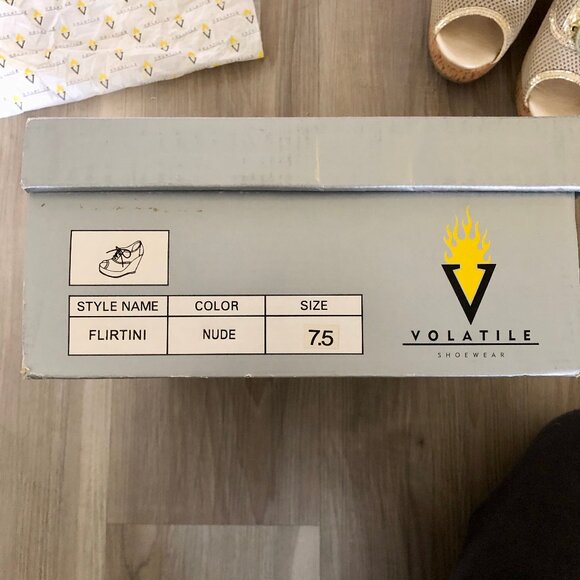 STYLE NAME COLOR SIZE
FLIRTINI NUDE 7.5
VOLATILE
SHOEWEAR